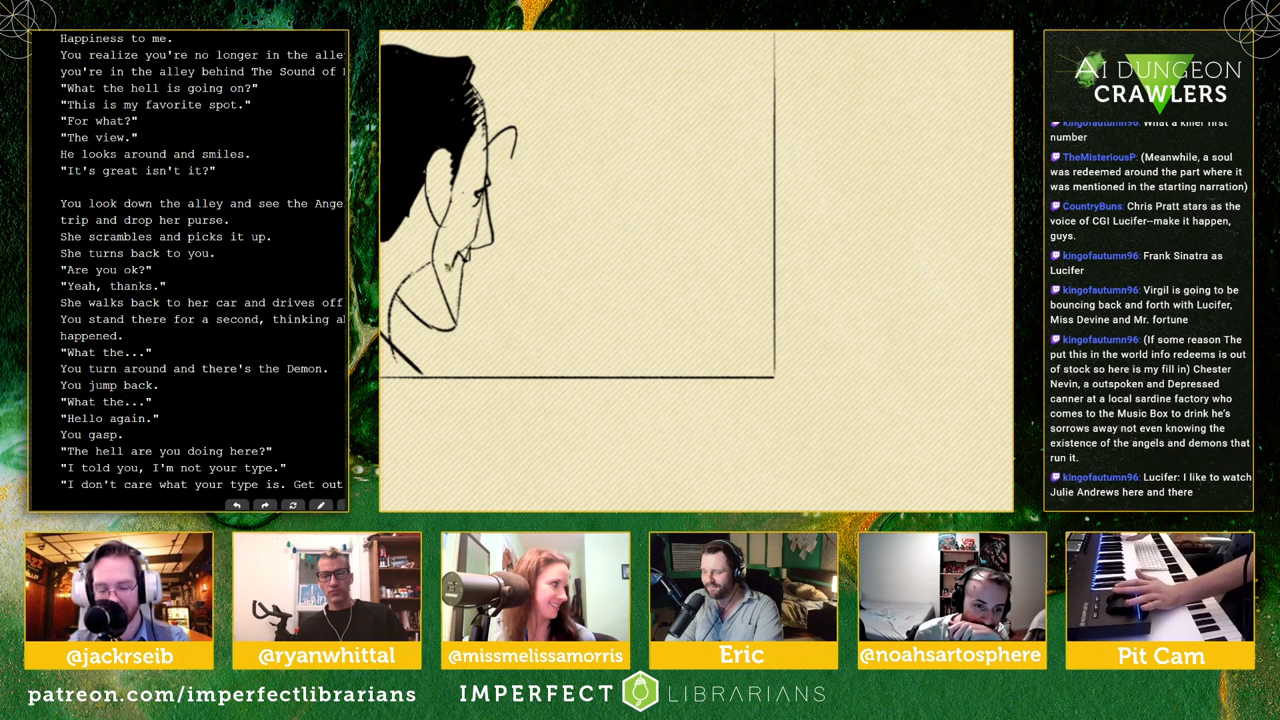 Happiness to me.
You realize you're no longer in the alle
you're in the alley behind The Sound of
"What the hell is going on?"
"This is my favorite spot."
"For what?"
"The view."
He looks around and smiles.
"It's great isn't it?"
You look down the alley and see the Ange
trip and drop her purse.
She scrambles and picks it up.
She turns back to you.
"Are you ok?"
"Yeah, thanks."
She walks back to her car and drives off
You stand there for a second, thinking a
happened.
"What the..."
You turn around and there's the Demon.
You jump back.
"What the..."
"Hello again."
You gasp.
"The hell are you doing here?"
"I told you, I'm not your type."
"I don't care what your type is. Get out
AI DUNGEON
CRAWLERS
kingofautumn96: What a killer first
number
TheMisteriousP: (Meanwhile, a soul
was redeemed around the part where it
was mentioned in the starting narration)
CountryBuns: Chris Pratt stars as the
voice of CGI Lucifer--make it happen,
guys.
kingofautumn96: Frank Sinatra as
Lucifer
kingofautumn96: Virgil is going to be
bouncing back and forth with Lucifer,
Miss Devine and Mr. fortune
kingofautumn96: (If some reason The
put this in the world info redeems is out
of stock so here is my fill in) Chester
Nevin, a outspoken and Depressed
canner at a local sardine factory who
comes to the Music Box to drink he's
sorrows away not even knowing the
existence of the angels and demons that
run it.
kingofautumn96: Lucifer: I like to watch
Julie Andrews here and there
@jackrseib
@ryanwhittal
@missmelissamorris
Eric
@noahsartosphere
Pit Cam
patreon.com/imperfectlibrarians
IMPERFECT LIBRARIANS